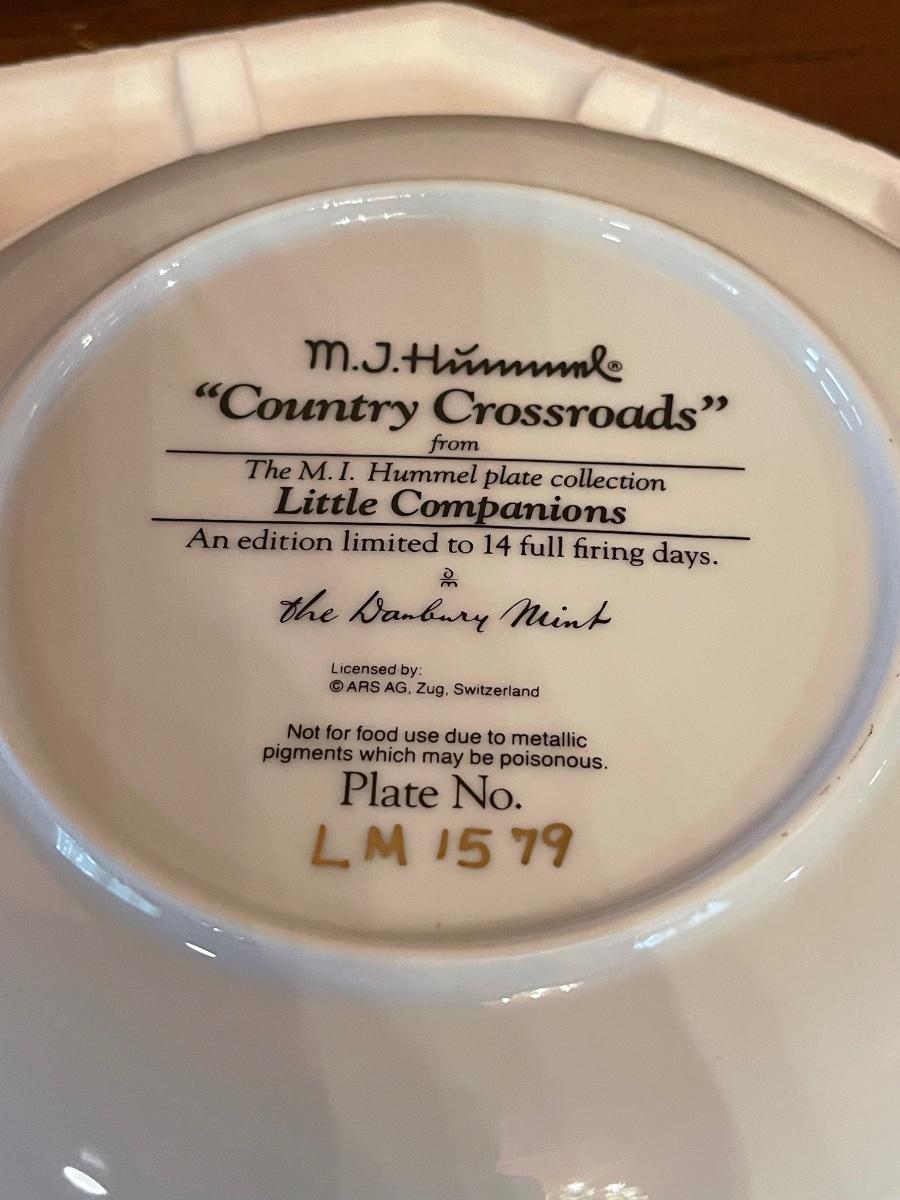 M.J.Hummel®
“Country Crossroads”
from
The M.I. Hummel plate collection
Little Companions
An edition limited to 14 full firing days.
the Danbury Mint
Licensed by:
© ARS AG, Zug, Switzerland
Not for food use due to metallic
pigments which may be poisonous.
Plate No.
LM 1579